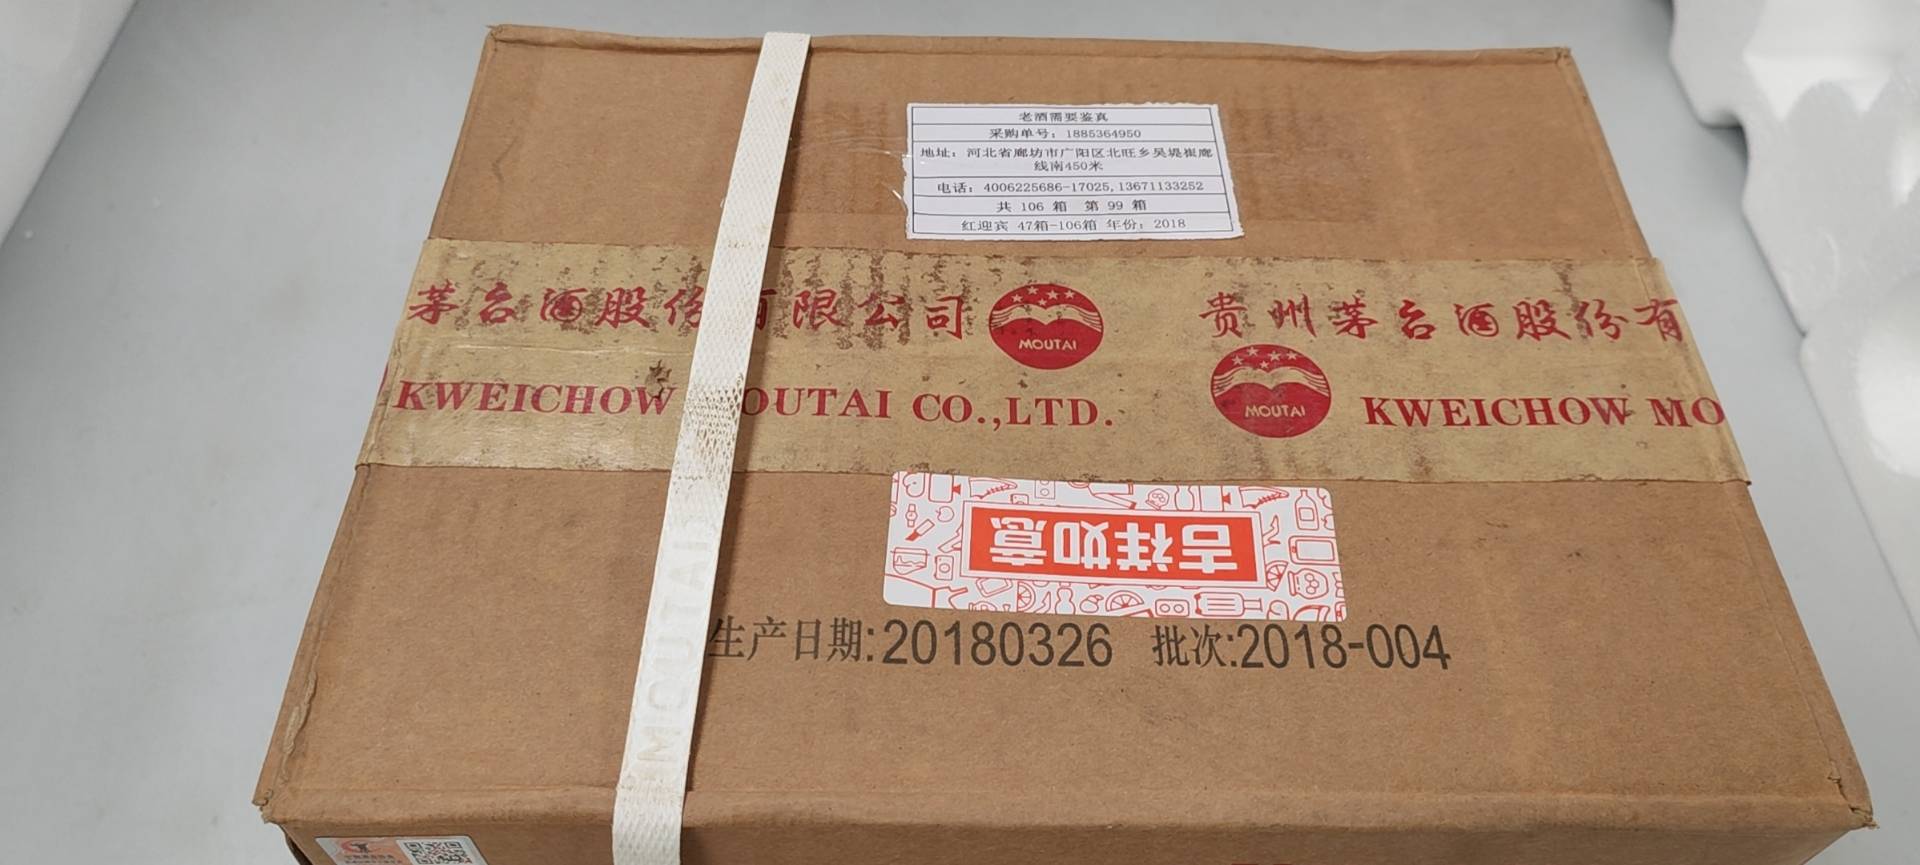 老酒需要鉴真
采购单号：1885364950
地址：河北省廊坊市广阳区北旺乡吴堤崔廊
线南450米
电话：4006225686-17025,13671133252
共 106 箱 第 99 箱
红迎宾 47箱-106箱 年份：2018
茅台酒股份有限公司
MOUTAI
贵州茅台酒股份有
KWEICHOW MOUTAI CO.,LTD.
MOUTAI
KWEICHOW MO
吉祥如意
生产日期:20180326 批次:2018-004
MOUTAI